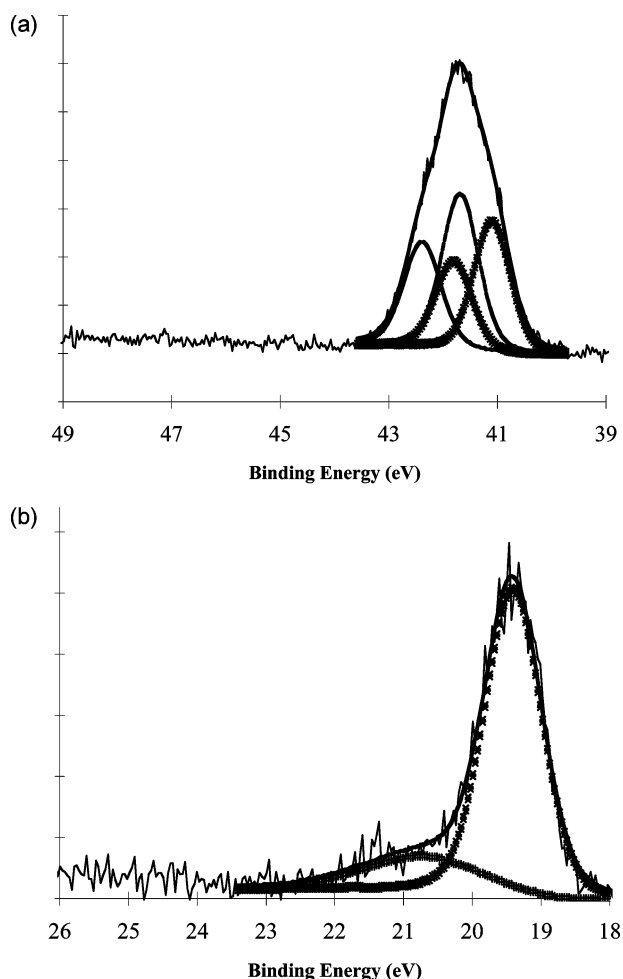 (a)
49 47 45 43 41 39
Binding Energy (eV)
(b)
26 25 24 23 22 21 20 19 18
Binding Energy (eV)